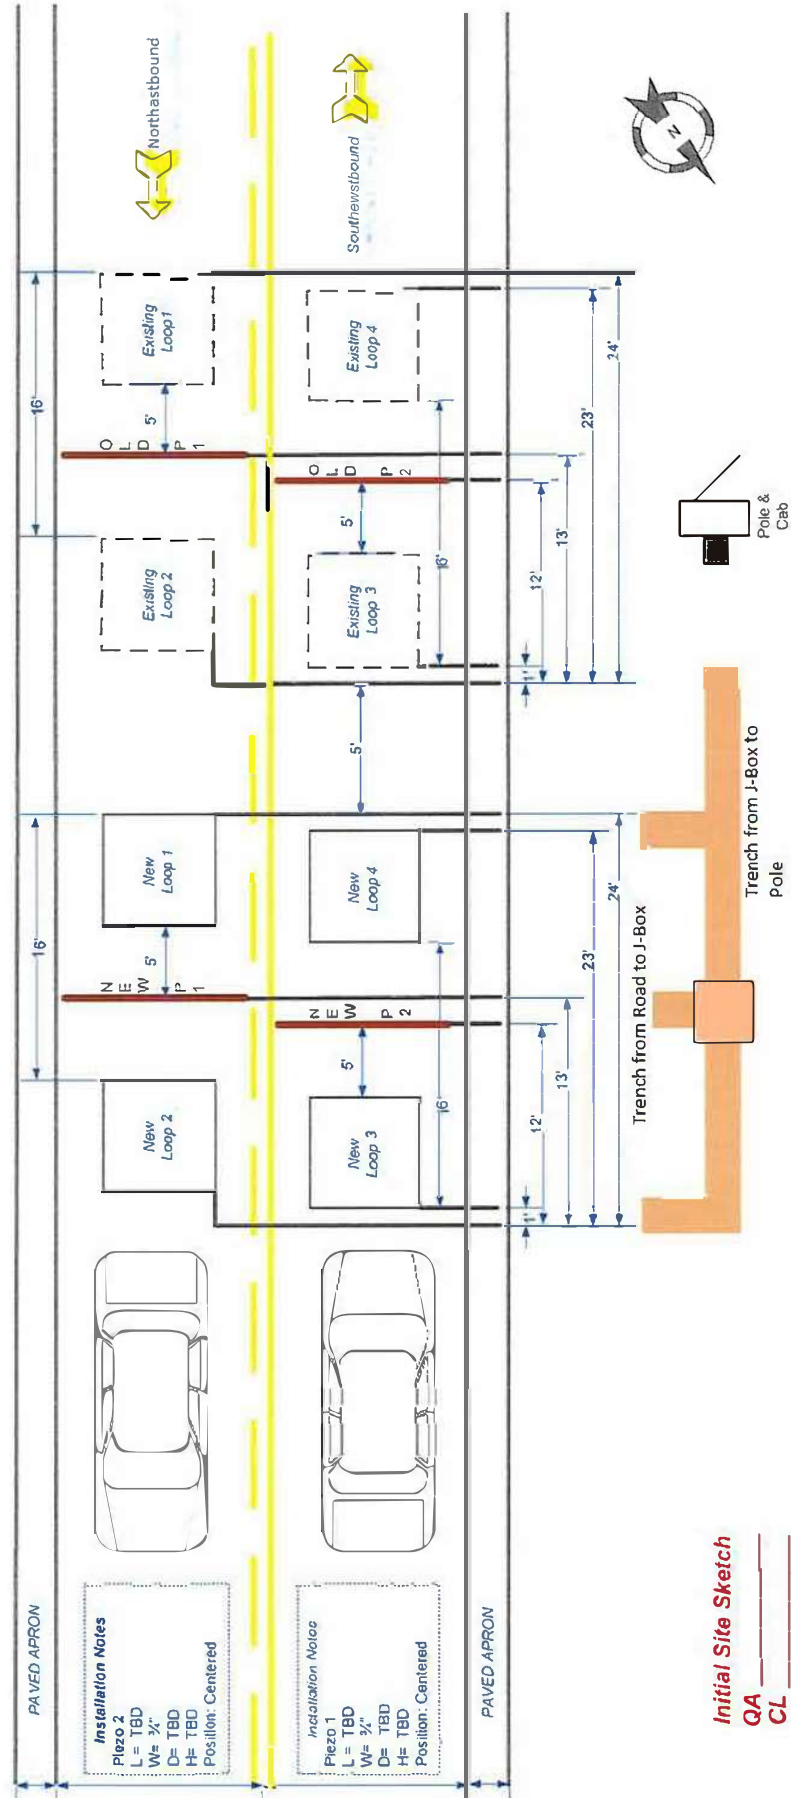 PAVED APRON
Installation Notes
Piezo 2
L = TBD
W= ¾"
D= TBD
H= TBD
Position: Centered
Installation Notes
Piezo 1
L = TBD
W= ¾"
D= TBD
H= TBD
Position: Centered
PAVED APRON
Initial Site Sketch
QA
CL
16'
New
Loop 2
NEW P1
5'
New
Loop 1
New
Loop 3
5'
NEW P2
New
Loop 4
16'
1'
12'
13'
23'
24'
5'
16'
Existing
Loop 2
OLD P1
5'
Existing
Loop1
Existing
Loop 3
5'
OLD P2
Existing
Loop 4
16'
1'
12'
13'
23'
24'
Northastbound
Southewstbound
Trench from Road to J-Box
Trench from J-Box to
Pole
Pole &
Cab
N